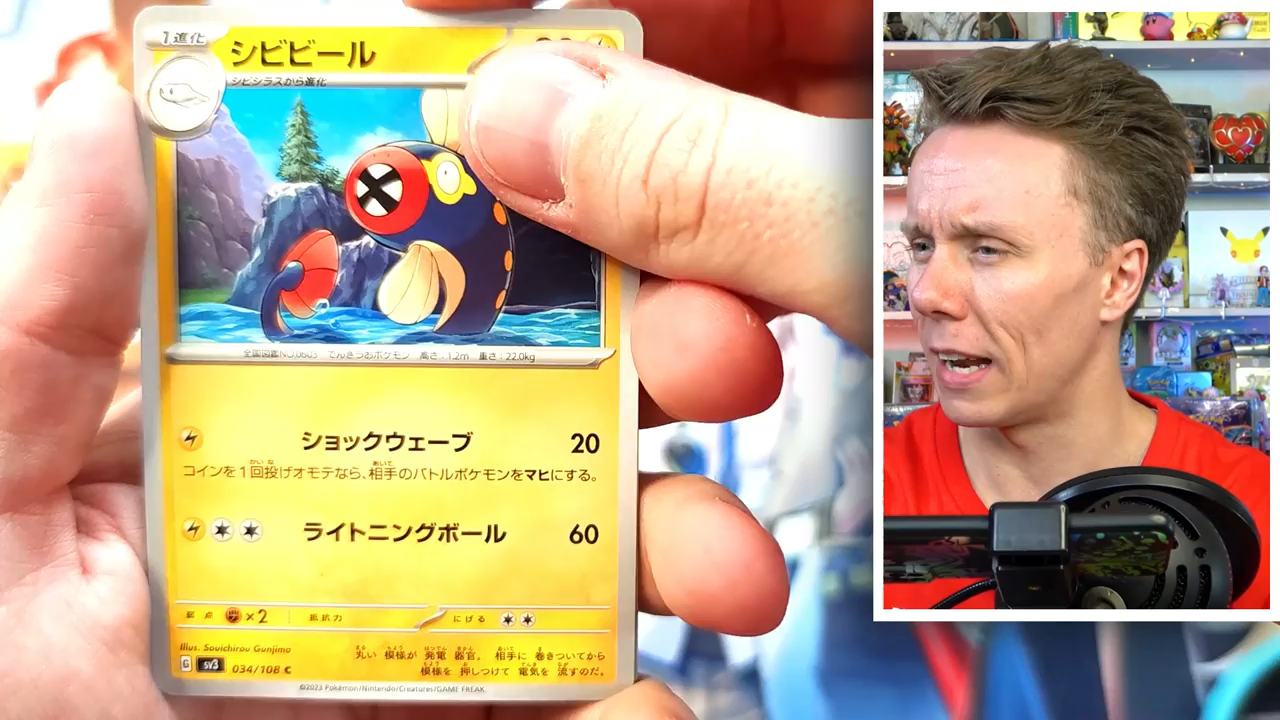 1進化
シビビール
シビシラスから進化
全国図鑑NO.0603 でんきうおポケモン 高さ:1.2m 重さ:22.0kg
ショックウェーブ 20
コインを1回投げオモテなら、相手のバトルポケモンをマヒにする。
ライトニングボール 60
弱点 ×2 抵抗力 にげる
Illus. Souichirou Gunjima
丸い模様が発電器官。相手に巻きついてから
模様を押しつけて電気を流すのだ。
G sv3 034/108 C
©2023 Pokémon/Nintendo/Creatures/GAME FREAK.